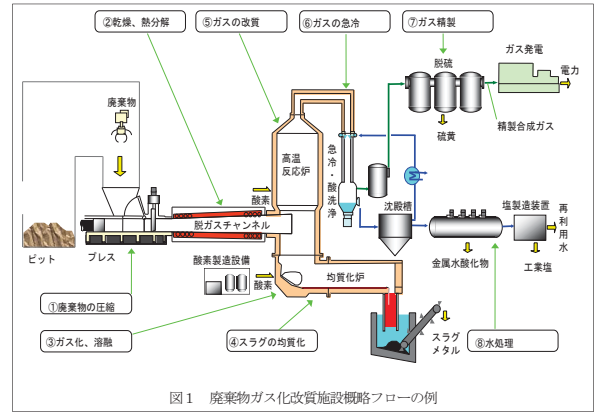 ②乾燥、熱分解
⑤ガスの改質
⑥ガスの急冷
⑦ガス精製
ガス発電
脱硫
電力
廃棄物
硫黄
精製合成ガス
高温
反応炉
急冷・酸洗浄
酸素
沈殿槽
塩製造装置
再利用水
脱ガスチャンネル
ピット
プレス
酸素製造設備
酸素
均質化炉
金属水酸化物
工業塩
①廃棄物の圧縮
③ガス化、溶融
④スラグの均質化
スラグ
メタル
⑧水処理
図1 廃棄物ガス化改質施設概略フローの例